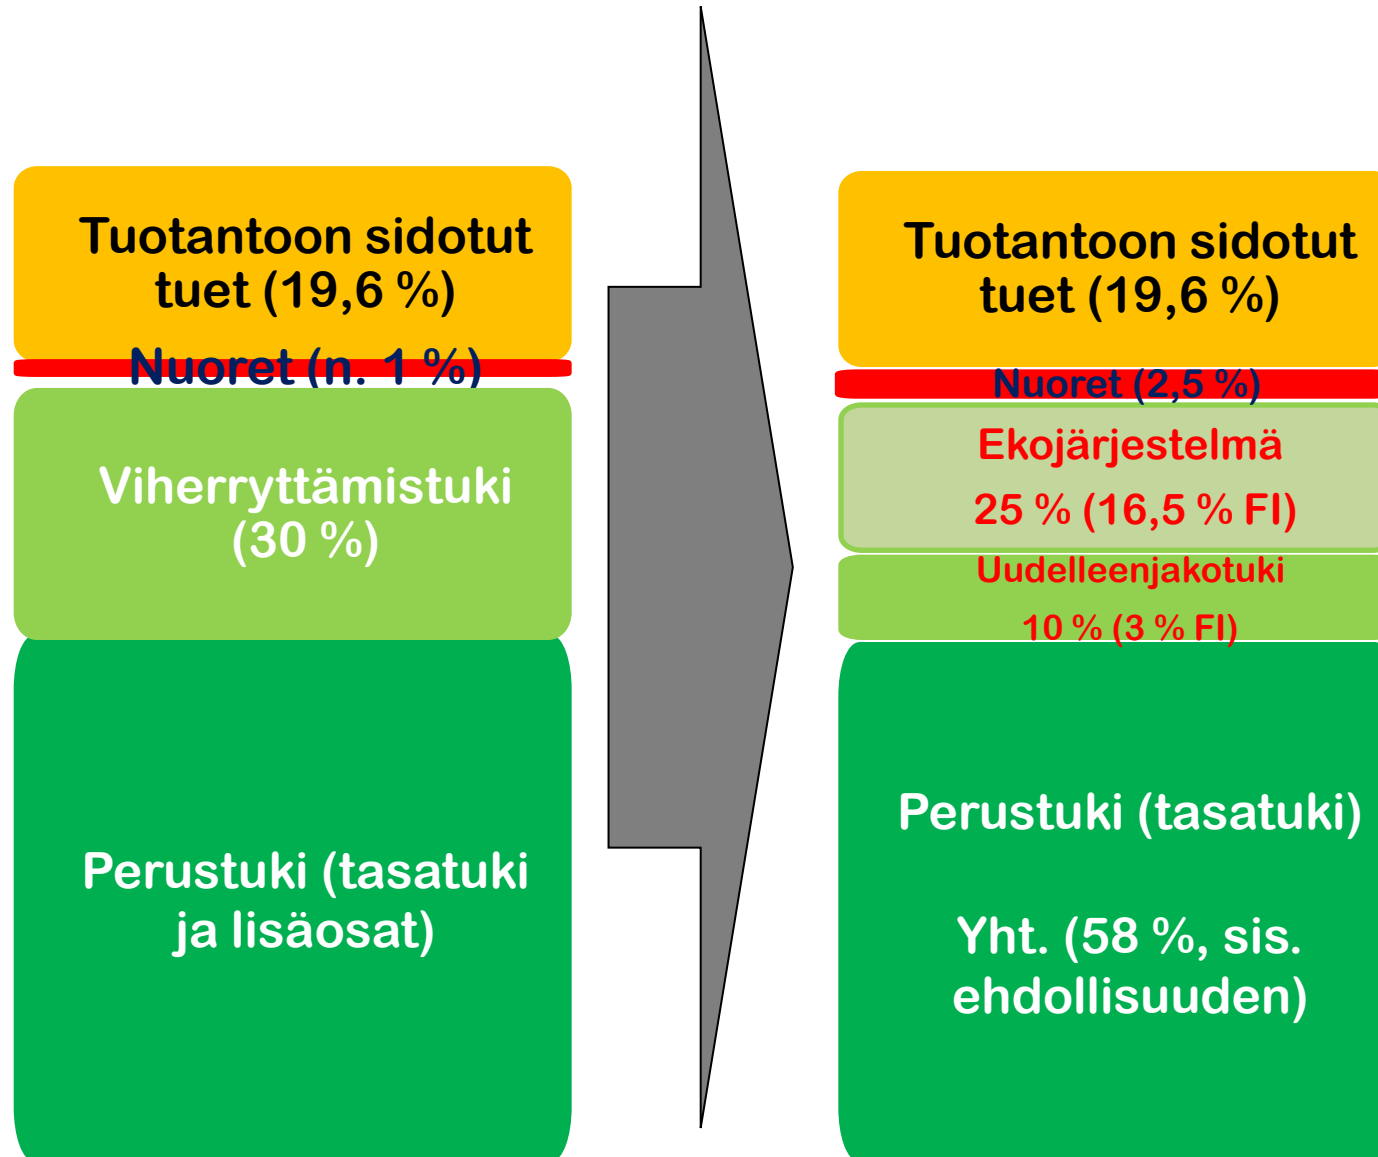 Tuotantoon sidotut
tuet (19,6 %)
Nuoret (n. 1 %)
Viherryttämistuki
(30 %)
Perustuki (tasatuki
ja lisäosat)
Tuotantoon sidotut
tuet (19,6 %)
Nuoret (2,5 %)
Ekojärjestelmä
25 % (16,5 % FI)
Uudelleenjakotuki
10 % (3 % FI)
Perustuki (tasatuki)
Yht. (58 %, sis.
ehdollisuuden)